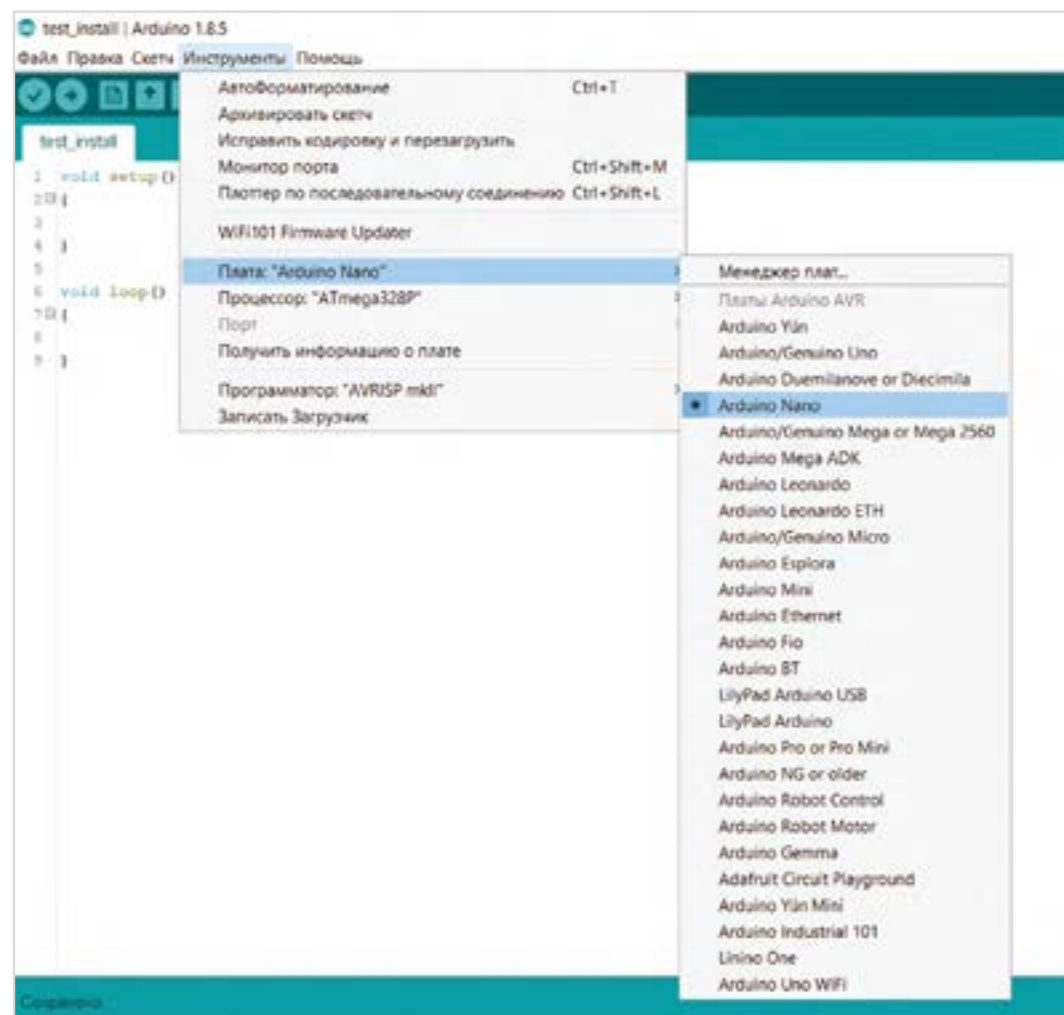 test_install | Arduino 1.8.5
Файл Правка Скетч Инструменты Помощь
АвтоФорматирование Ctrl+T
Архивировать скетч
Исправить кодировку и перезагрузить
Монитор порта Ctrl+Shift+M
Плоттер по последовательному соединению Ctrl+Shift+L
WiFi101 Firmware Updater
Плата: "Arduino Nano"
Процессор: "ATmega328P"
Порт
Получить информацию о плате
Программатор: "AVRISP mkII"
Записать Загрузчик
test_install
1 void setup()
2 {
3
4 }
5
6 void loop()
7 {
8
9 }
Менеджер плат...
Платы Arduino AVR
Arduino Yún
Arduino/Genuino Uno
Arduino Duemilanove or Diecimila
Arduino Nano
Arduino/Genuino Mega or Mega 2560
Arduino Mega ADK
Arduino Leonardo
Arduino Leonardo ETH
Arduino/Genuino Micro
Arduino Esplora
Arduino Mini
Arduino Ethernet
Arduino Fio
Arduino BT
LilyPad Arduino USB
LilyPad Arduino
Arduino Pro or Pro Mini
Arduino NG or older
Arduino Robot Control
Arduino Robot Motor
Arduino Gemma
Adafruit Circuit Playground
Arduino Yún Mini
Arduino Industrial 101
Linino One
Arduino Uno WiFi
Сохранено